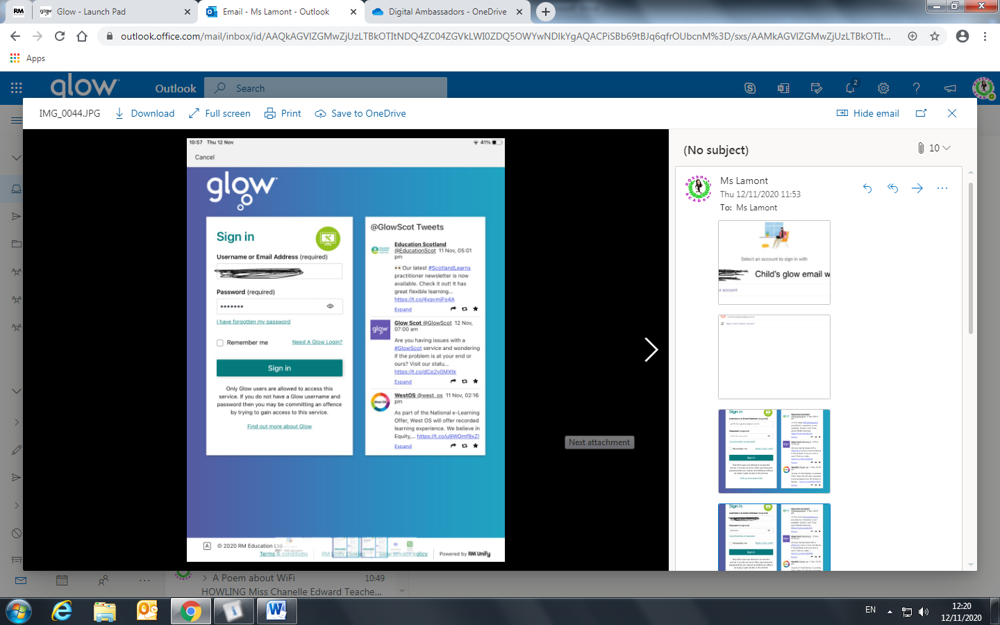 RM
Glow - Launch Pad
Email - Ms Lamont - Outlook
Digital Ambassadors - OneDrive
Apps
glow
Outlook
Search
2
IMG_0044.JPG
Download
Full screen
Print
Save to OneDrive
Hide email
10:57 Thu 12 Nov
41%
Cancel
glow
Sign in
Username or Email Address (required)
Password (required)
•••••••
I have forgotten my password
Remember me
Need A Glow Login?
Sign in
Only Glow users are allowed to access this
service. If you do not have a Glow username and
password then you may be committing an offence
by trying to gain access to this service.
Find out more about Glow
@GlowScot Tweets
Education Scotland
@EducationScot 11 Nov, 05:01
pm
Our latest #ScotlandLearns
practitioner newsletter is now
available. Check it out! It has
great flexible learning...
https://t.co/4xqvmiFo4A
Expand
glow
Glow Scot @GlowScot 12 Nov,
07:00 am
Are you having issues with a
#GlowScot service and wondering
if the problem is at your end or
ours? Visit our statu...
https://t.co/dCp2v0MXtk
Expand
West OS
WestOS @west_os 11 Nov, 02:16
pm
As part of the National e-Learning
Offer, West OS will offer recorded
learning experience. We believe in
Equity,... https://t.co/u9WOmf9xZI
Expand
Next attachment
© 2020 RM Education Ltd
Terms & conditions
RM Unify cookie
Glow privacy policy
Powered by RM Unify
(No subject)
10
Ms Lamont
Thu 12/11/2020 11:53
To: Ms Lamont
Select an account to sign in with
Child's glow email w
r account
Sign in
Sign in
Sign in
Sign in
A Poem about WiFi
10:49
HOWLING Miss Chanelle Edward Teache...
EN
12:20
12/11/2020